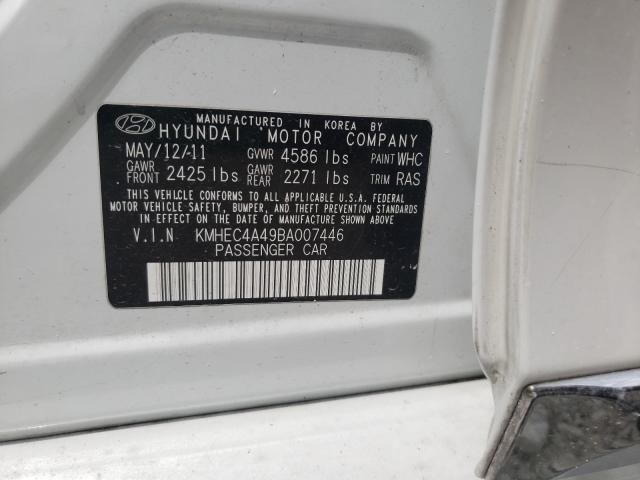 MANUFACTURED IN KOREA BY
HYUNDAI MOTOR COMPANY
MAY/12/11 GVWR 4586 lbs PAINT WHC
GAWR FRONT 2425 lbs GAWR REAR 2271 lbs TRIM RAS
THIS VEHICLE CONFORMS TO ALL APPLICABLE U.S.A. FEDERAL
MOTOR VEHICLE SAFETY, BUMPER, AND THEFT PREVENTION STANDARDS
IN EFFECT ON THE DATE OF MANUFACTURE SHOWN ABOVE
V.I.N KMHEC4A49BA007446
PASSENGER CAR